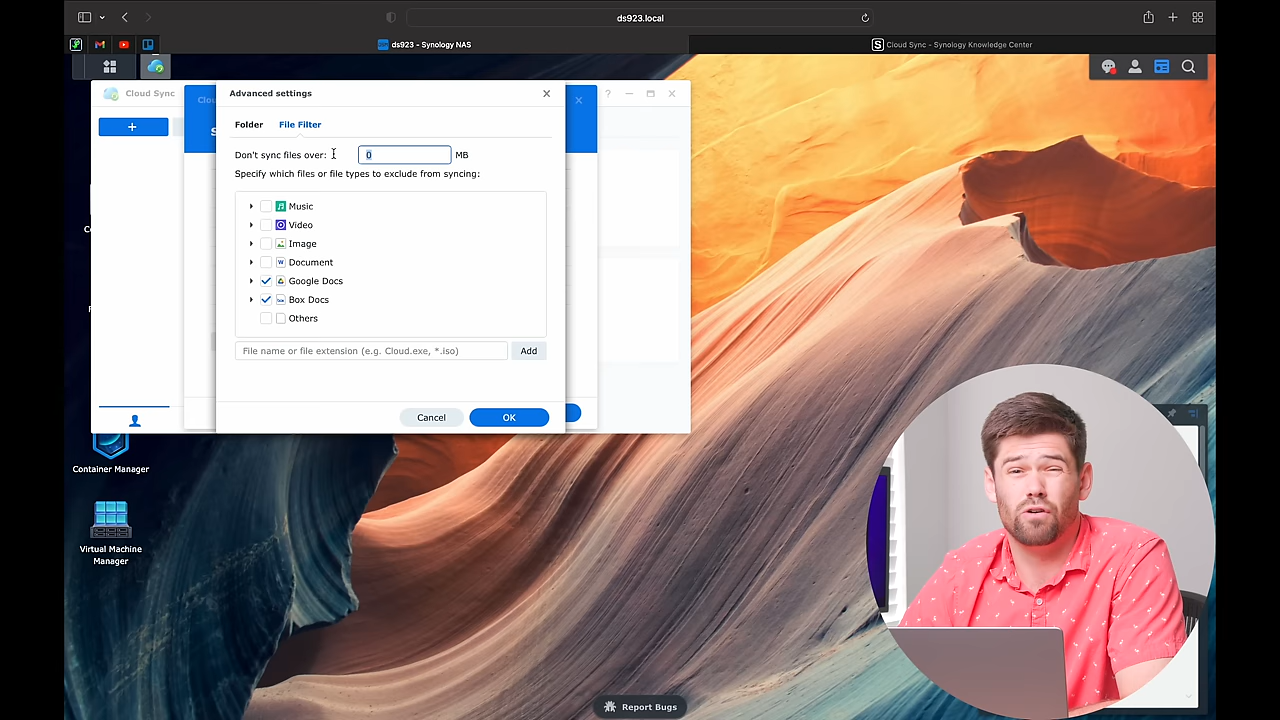 ds923.local
ds923 - Synology NAS
Cloud Sync - Synology Knowledge Center
Cloud Sync
Clou
S
Advanced settings
Folder
File Filter
Don't sync files over:
0
MB
Specify which files or file types to exclude from syncing:
Music
Video
Image
Document
Google Docs
Box Docs
Others
File name or file extension (e.g. Cloud.exe, *.iso)
Add
Cancel
OK
Container Manager
Virtual Machine
Manager
Report Bugs